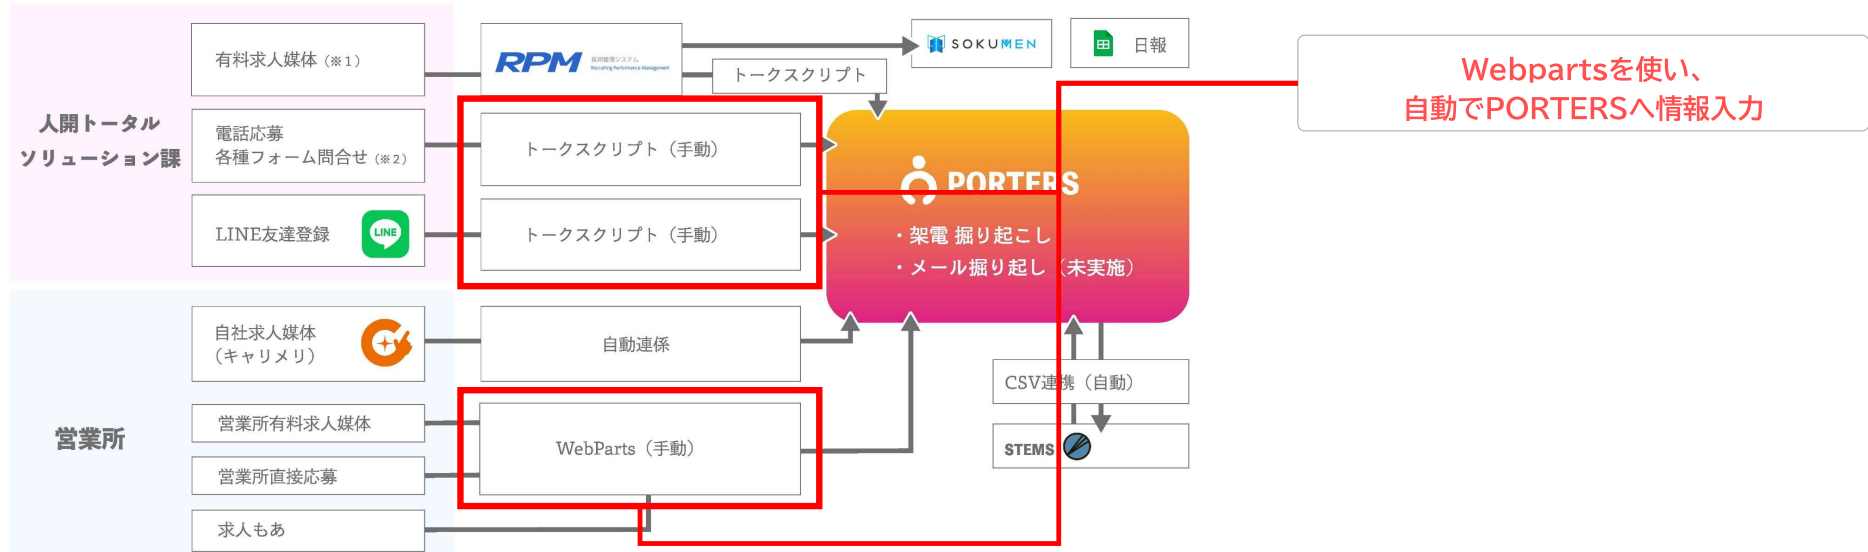 人開トータル
ソリューション課
有料求人媒体（※1）
RPM
採用管理システム
Recruiting Performance Management
トークスクリプト
SOKUMEN
日報
Webpartsを使い、
自動でPORTERSへ情報入力
電話応募
各種フォーム問合せ（※2）
トークスクリプト（手動）
LINE友達登録
LINE
トークスクリプト（手動）
PORTERS
・架電 掘り起こし
・メール掘り起し（未実施）
営業所
自社求人媒体
（キャリメリ）
自動連係
営業所有料求人媒体
営業所直接応募
求人もあ
WebParts（手動）
CSV連携（自動）
STEMS